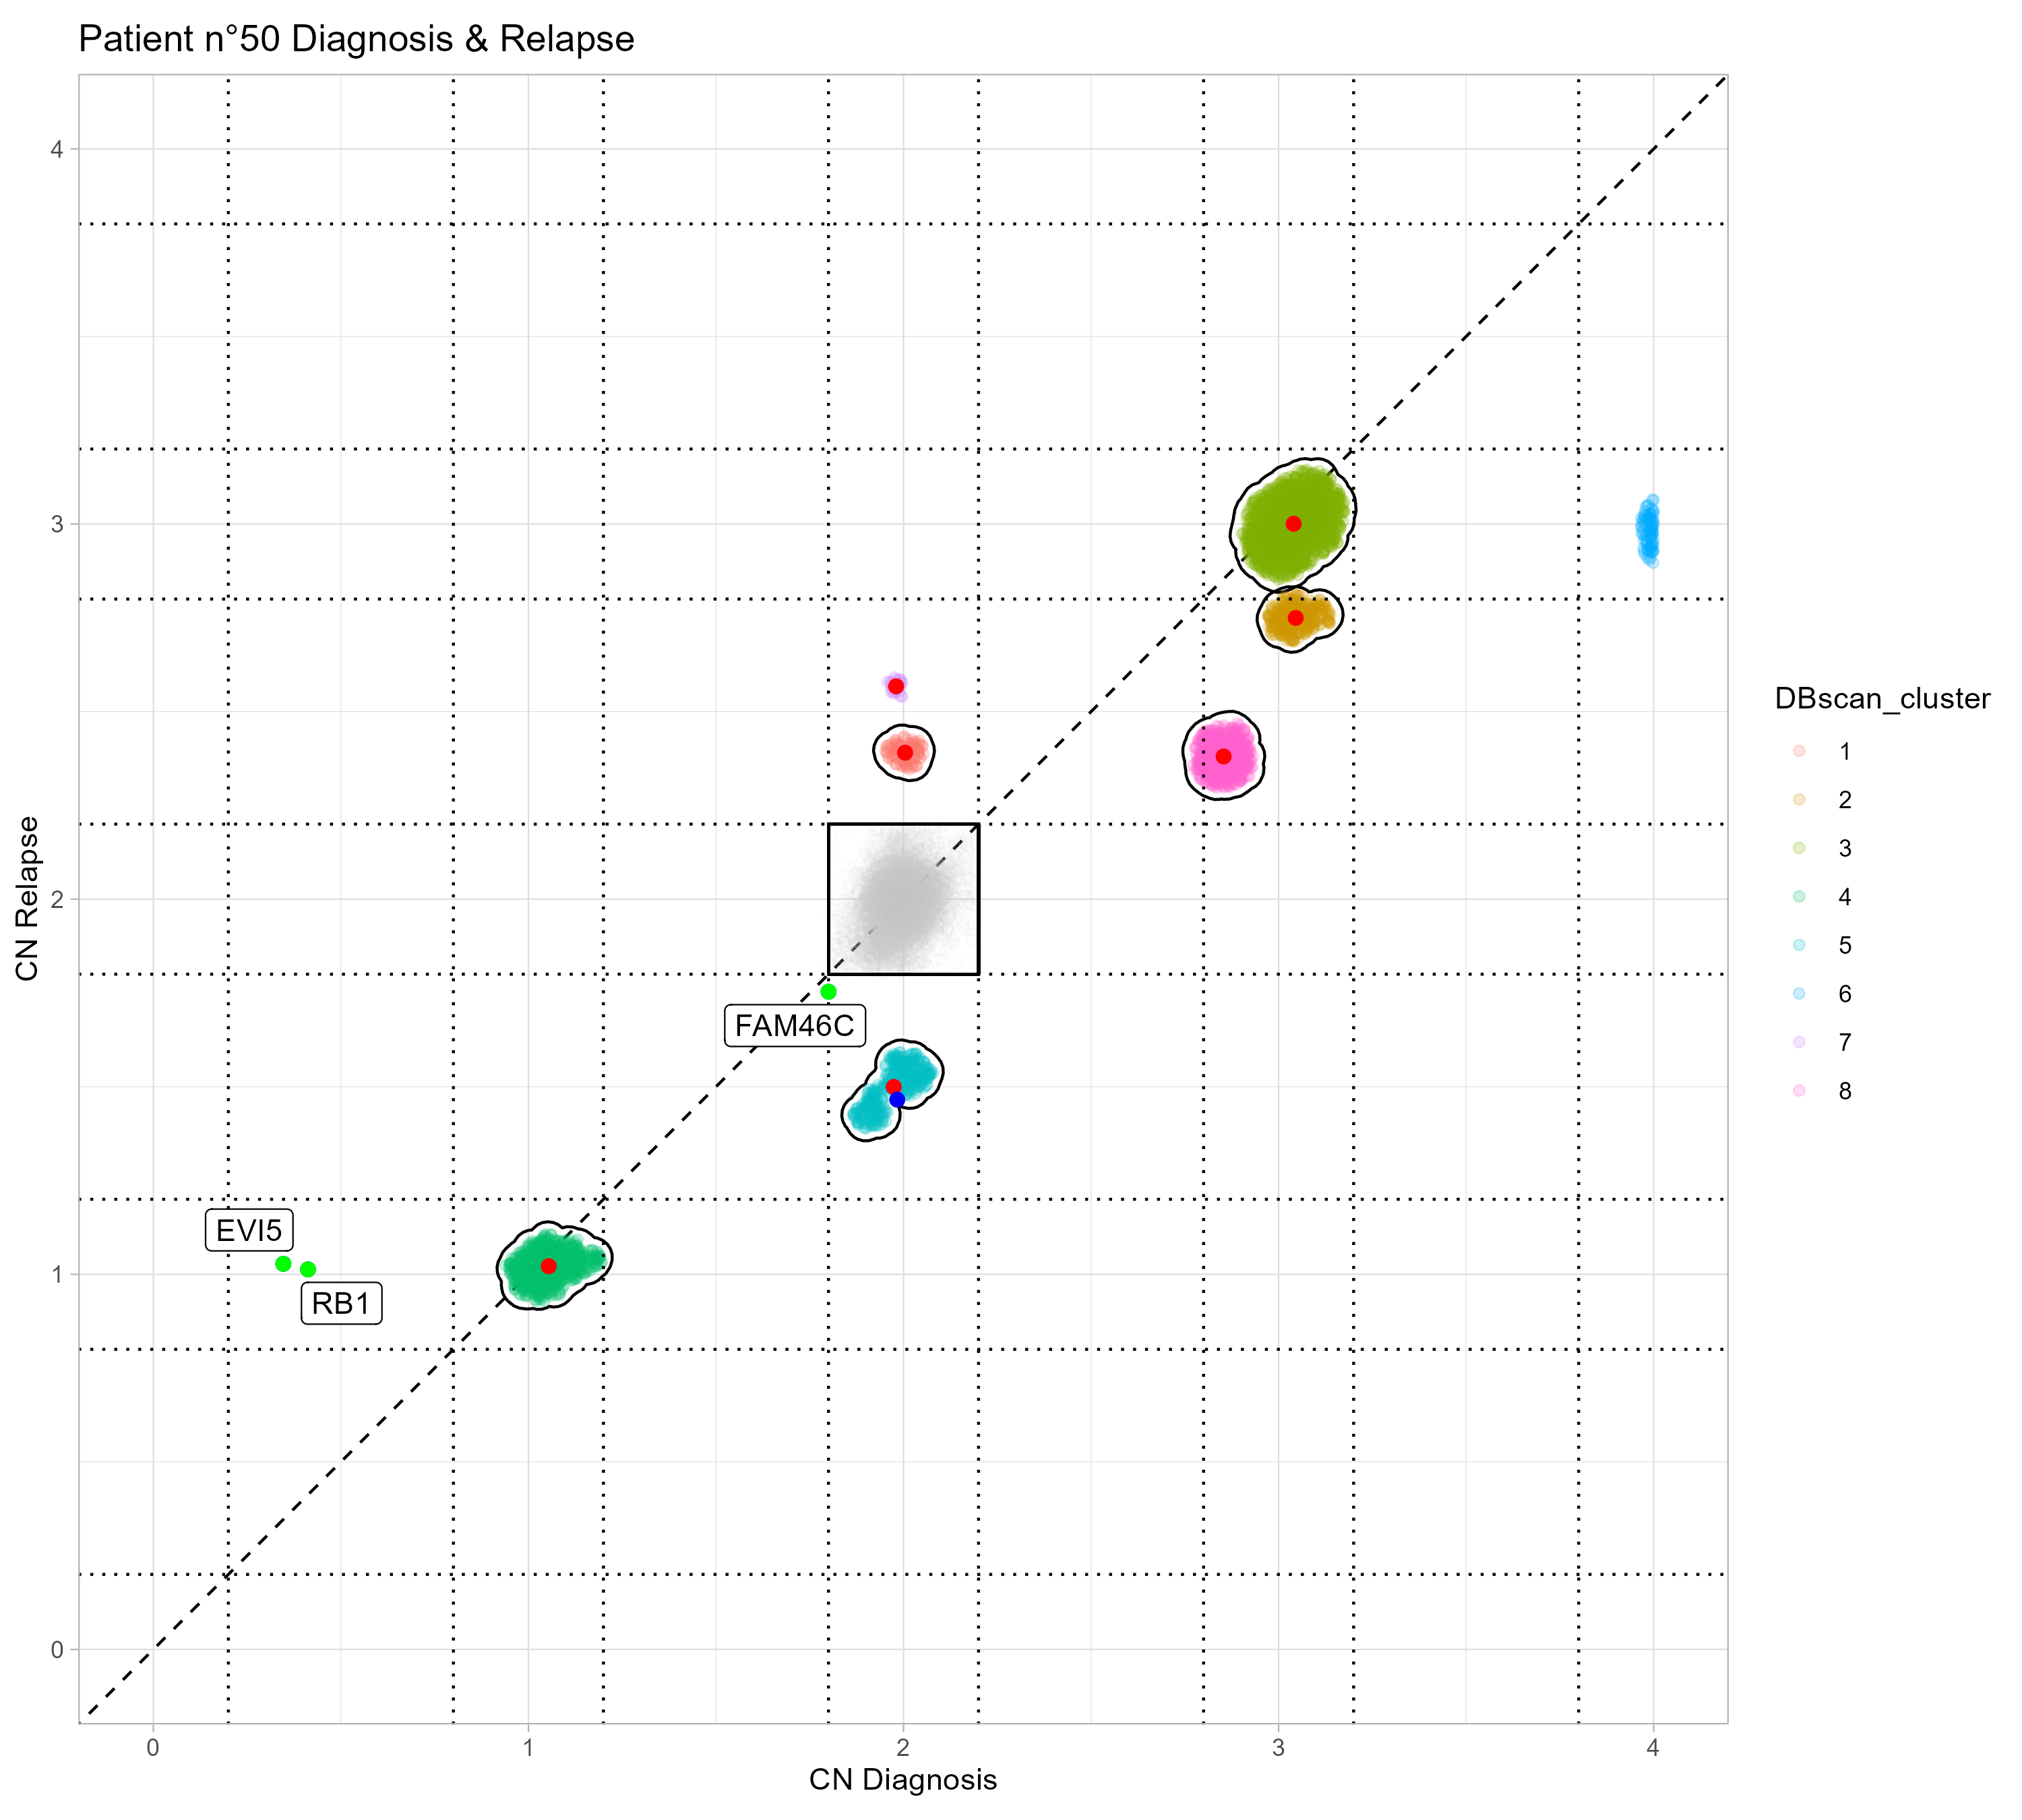 Patient n°50 Diagnosis & Relapse
4
3
2
1
0
CN Relapse
FAM46C
EVI5
RB1
0 1 2 3 4
CN Diagnosis
DBscan_cluster
1
2
3
4
5
6
7
8